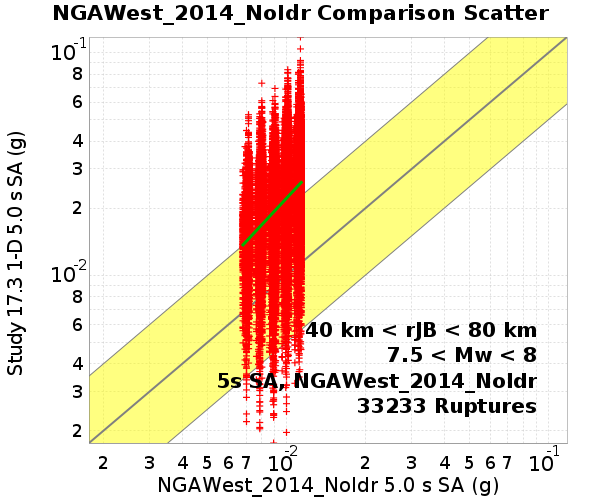 NGAWest_2014_NoIdr Comparison Scatter
Study 17.3 1-D 5.0 s SA (g)
10-1
8
6
4
3
2
10-2
8
6
4
3
2
40 km < rJB < 80 km
7.5 < Mw < 8
5s SA, NGAWest_2014_NoIdr
33233 Ruptures
2 3 4 5 6 7 10-2 2 3 4 5 6 7 10-1
NGAWest_2014_NoIdr 5.0 s SA (g)